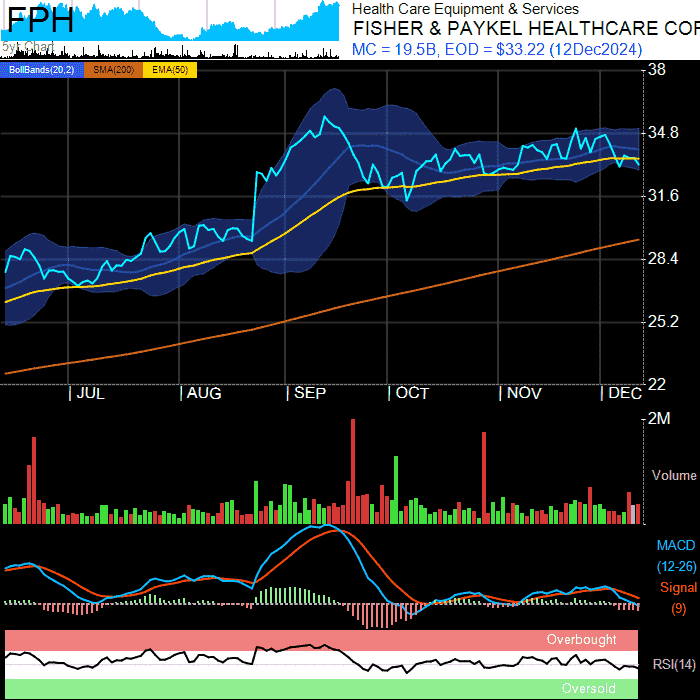 FPH
5yr Chart
Health Care Equipment & Services
FISHER & PAYKEL HEALTHCARE COR
MC = 19.5B, EOD = $33.22 (12Dec2024)
BollBands(20,2) SMA(200) EMA(50)
38
34.8
31.6
28.4
25.2
22
JUL AUG SEP OCT NOV DEC
2M
Volume
MACD
(12-26)
Signal
(9)
Overbought
RSI(14)
Oversold